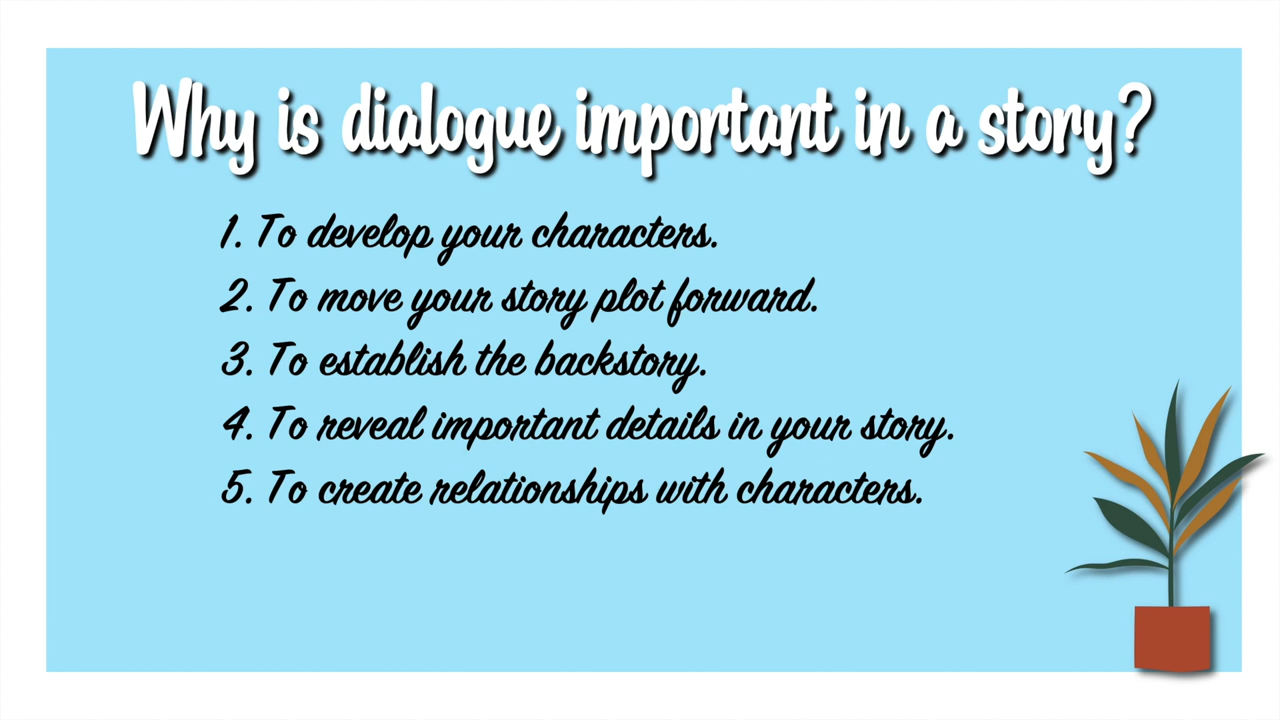 Why is dialogue important in a story?
1. To develop your characters.
2. To move your story plot forward.
3. To establish the backstory.
4. To reveal important details in your story.
5. To create relationships with characters.